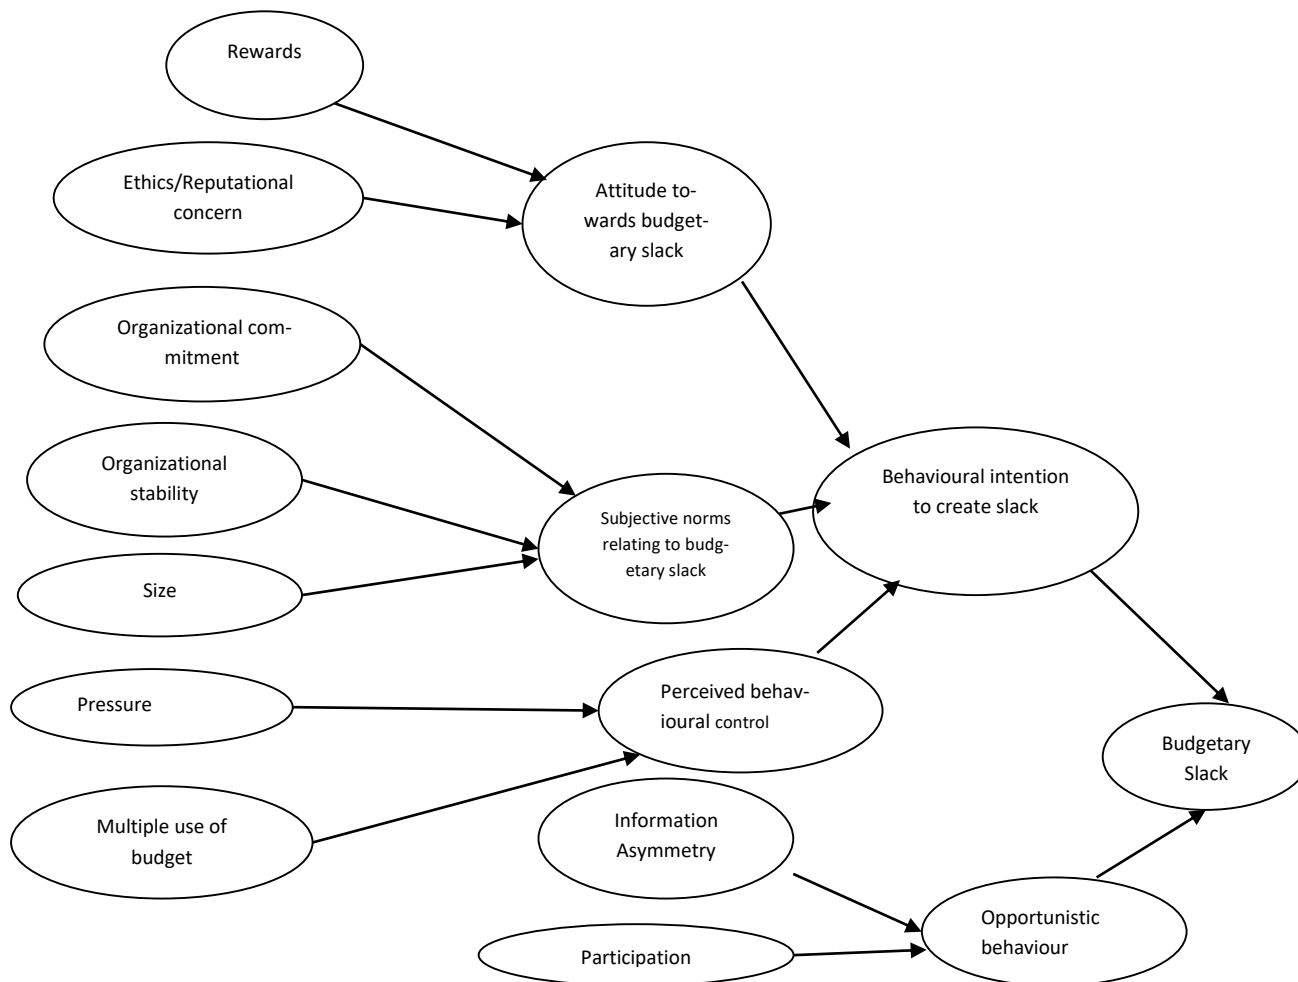 Rewards
Ethics/Reputational
concern
Attitude to-
wards budget-
ary slack
Organizational com-
mitment
Organizational
stability
Behavioural intention
to create slack
Subjective norms
relating to budg-
etary slack
Size
Pressure
Perceived behav-
ioural control
Budgetary
Slack
Multiple use of
budget
Information
Asymmetry
Opportunistic
behaviour
Participation